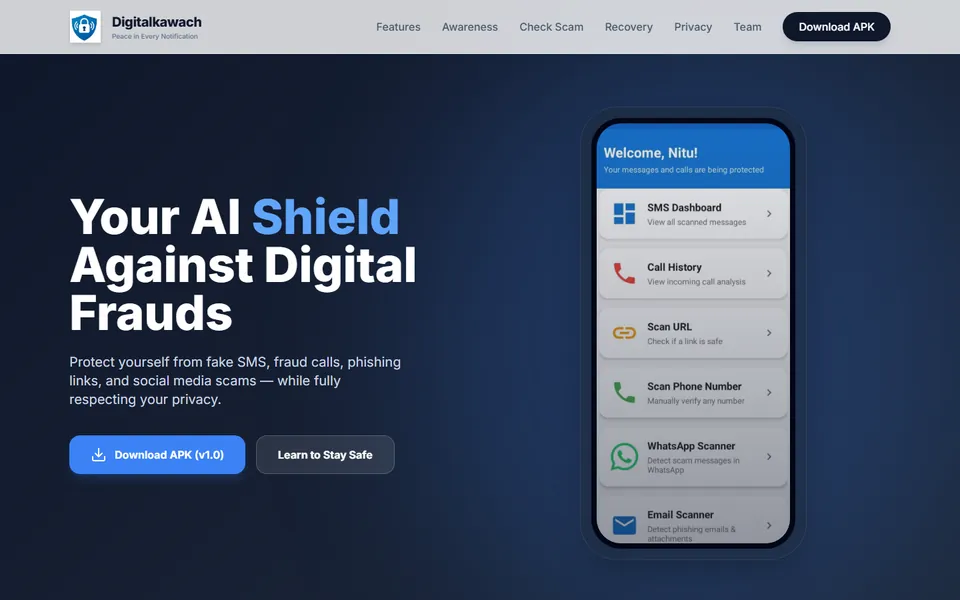 Digitalkawach
Peace in Every Notification
Features
Awareness
Check Scam
Recovery
Privacy
Team
Download APK
Your AI Shield
Against Digital
Frauds
Protect yourself from fake SMS, fraud calls, phishing
links, and social media scams — while fully
respecting your privacy.
Download APK (v1.0)
Learn to Stay Safe
Welcome, Nitu!
Your messages and calls are being protected
SMS Dashboard
View all scanned messages
Call History
View incoming call analysis
Scan URL
Check if a link is safe
Scan Phone Number
Manually verify any number
WhatsApp Scanner
Detect scam messages in
WhatsApp
Email Scanner
Detect phishing emails &
attachments